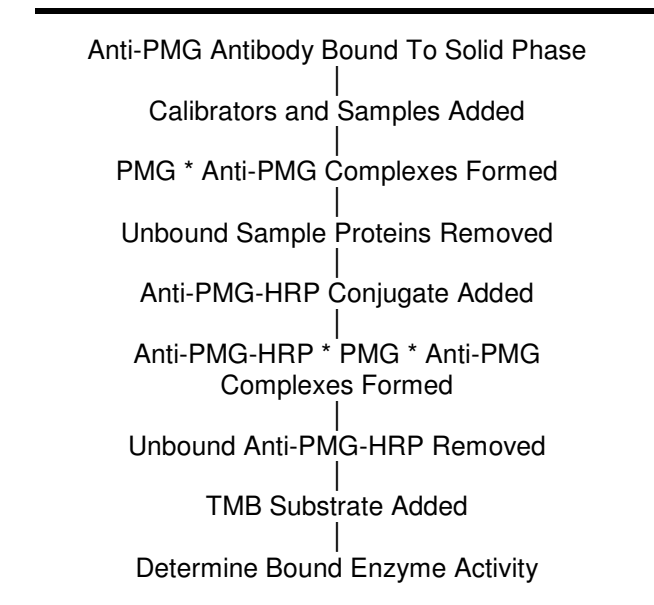 Anti-PMG Antibody Bound To Solid Phase
Calibrators and Samples Added
PMG * Anti-PMG Complexes Formed
Unbound Sample Proteins Removed
Anti-PMG-HRP Conjugate Added
Anti-PMG-HRP * PMG * Anti-PMG
Complexes Formed
Unbound Anti-PMG-HRP Removed
TMB Substrate Added
Determine Bound Enzyme Activity